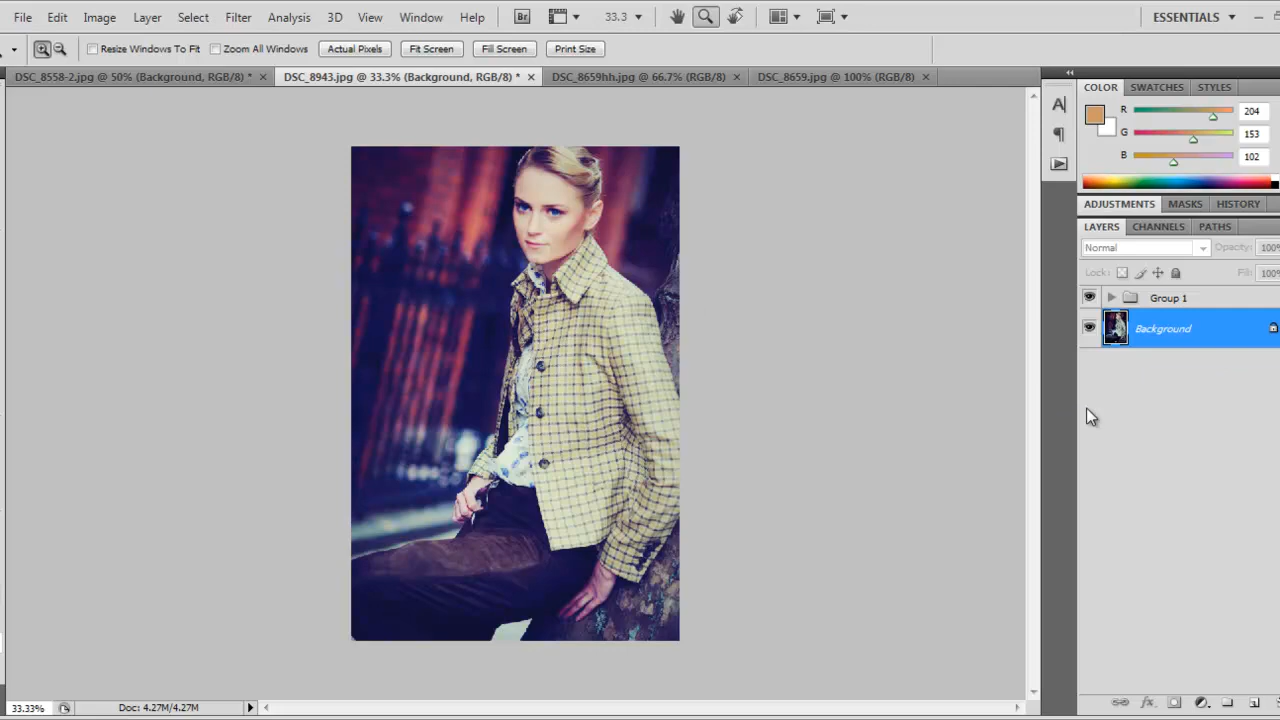 File Edit Image Layer Select Filter Analysis 3D View Window Help Br 33.3 ESSENTIALS
Resize Windows To Fit Zoom All Windows Actual Pixels Fit Screen Fill Screen Print Size
DSC_8558-2.jpg @ 50% (Background, RGB/8) * DSC_8943.jpg @ 33.3% (Background, RGB/8) * DSC_8659hh.jpg @ 66.7% (RGB/8) DSC_8659.jpg @ 100% (RGB/8)
COLOR SWATCHES STYLES
R 204
G 153
B 102
ADJUSTMENTS MASKS HISTORY
LAYERS CHANNELS PATHS
Normal Opacity: 100%
Lock: Fill: 100%
Group 1
Background
33.33% Doc: 4.27M/4.27M